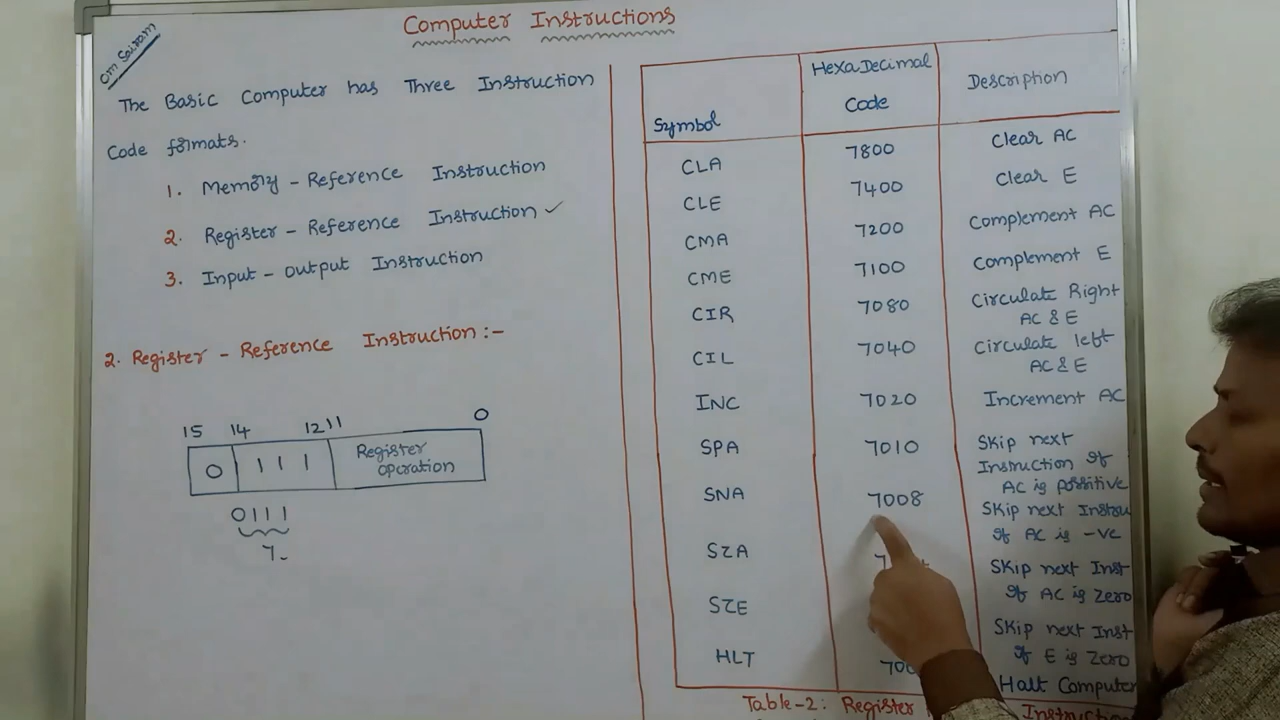 Computer Instructions
Om Sairam
The Basic Computer has Three Instruction
Code formats.
1. Memory - Reference Instruction
2. Register - Reference Instruction ✓
3. Input - output Instruction
2. Register - Reference Instruction :-
15 14 12 11 0
0 1 1 1 Register operation
0111
7
Symbol Hexa Decimal Code Description
CLA 7800 Clear AC
CLE 7400 Clear E
CMA 7200 Complement AC
CME 7100 Complement E
CIR 7080 Circulate Right AC & E
CIL 7040 Circulate left AC & E
INC 7020 Increment AC
SPA 7010 Skip next Instruction if AC is possitive
SNA 7008 Skip next Instru if AC is -ve
SZA Skip next Inst if AC is Zero
SZE Skip next Inst if E is Zero
HLT Halt Computer
Table-2: Register